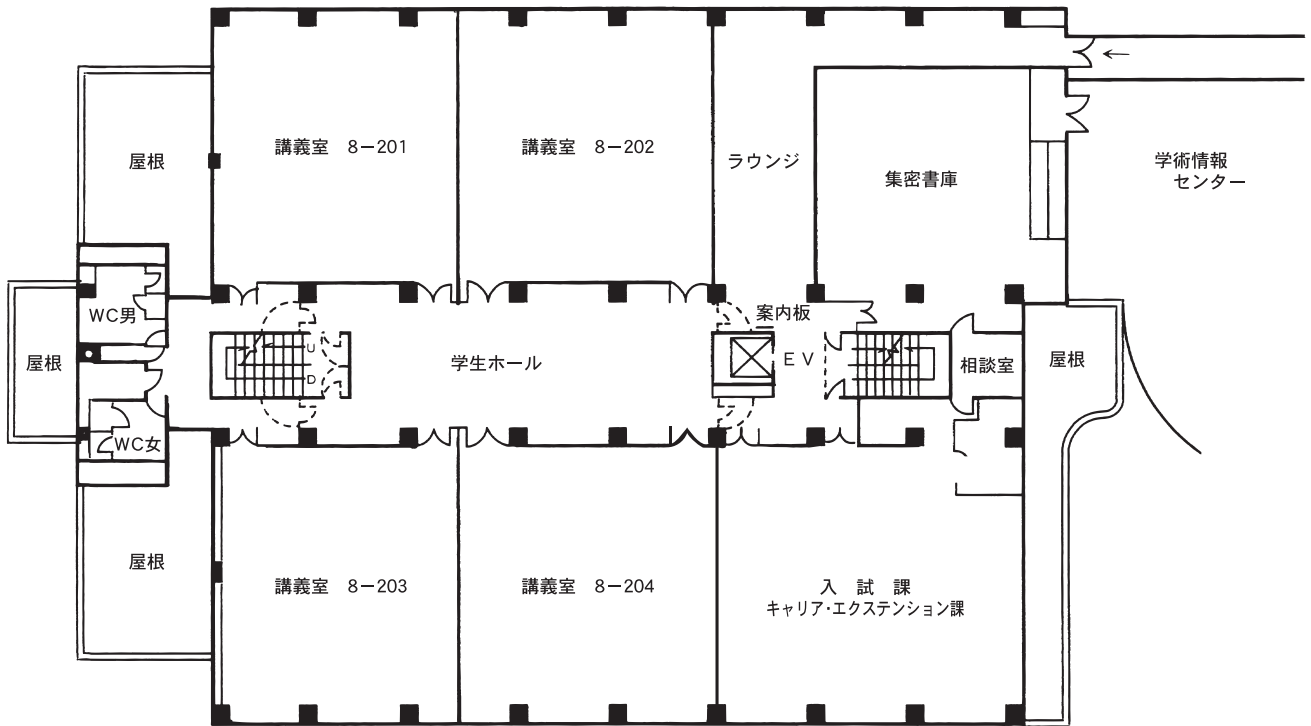 講義室 8-201
講義室 8-202
ラウンジ
集密書庫
学術情報
センター
屋根
WC男
屋根
WC女
U
D
学生ホール
案内板
EV
相談室
屋根
屋根
講義室 8-203
講義室 8-204
入試課
キャリア・エクステンション課